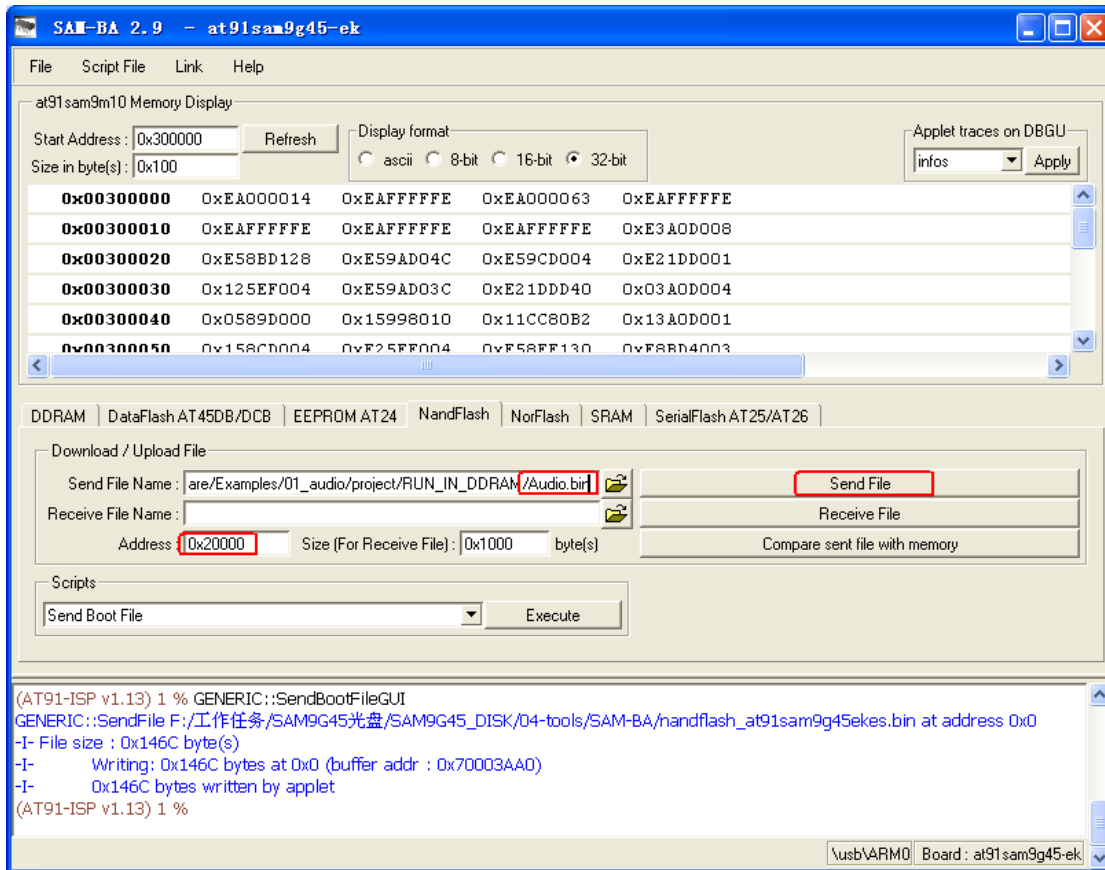 SAM-BA 2.9 - at91sam9g45-ek
File Script File Link Help
at91sam9m10 Memory Display
Start Address : 0x300000 Refresh
Size in byte(s) : 0x100
Display format
ascii 8-bit 16-bit 32-bit
Applet traces on DBGU
infos Apply
0x00300000 0xEA000014 0xEAFFFFFE 0xEA000063 0xEAFFFFFE
0x00300010 0xEAFFFFFE 0xEAFFFFFE 0xEAFFFFFE 0xE3A0D008
0x00300020 0xE58BD128 0xE59AD04C 0xE59CD004 0xE21DD001
0x00300030 0x125EF004 0xE59AD03C 0xE21DDD40 0x03A0D004
0x00300040 0x0589D000 0x15998010 0x11CC80B2 0x13A0D001
0x00300050 0x158CD004 0xE25EF004 0xE58EE130 0xE8BD4003
DDRAM DataFlash AT45DB/DCB EEPROM AT24 NandFlash NorFlash SRAM SerialFlash AT25/AT26
Download / Upload File
Send File Name : are/Examples/01_audio/project/RUN_IN_DDRAM/Audio.bin Send File
Receive File Name : Receive File
Address : 0x20000 Size (For Receive File) : 0x1000 byte(s) Compare sent file with memory
Scripts
Send Boot File Execute
(AT91-ISP v1.13) 1 % GENERIC::SendBootFileGUI
GENERIC::SendFile F:/工作任务/SAM9G45光盘/SAM9G45_DISK/04-tools/SAM-BA/nandflash_at91sam9g45ekes.bin at address 0x0
-I- File size : 0x146C byte(s)
-I- Writing: 0x146C bytes at 0x0 (buffer addr : 0x70003AA0)
-I- 0x146C bytes written by applet
(AT91-ISP v1.13) 1 %
\usb\ARM0 Board : at91sam9g45-ek